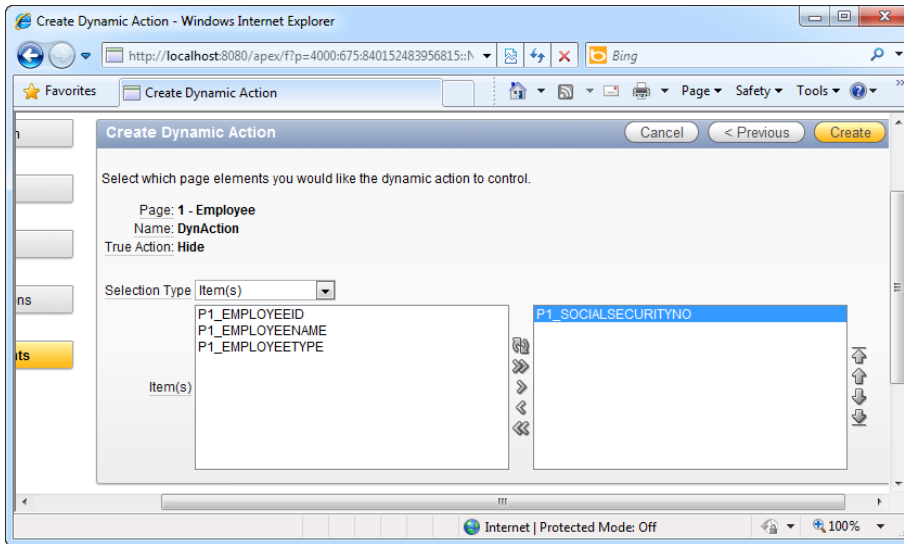 Create Dynamic Action - Windows Internet Explorer
http://localhost:8080/apex/f?p=4000:675:840152483956815::N
Bing
Favorites
Create Dynamic Action
Page
Safety
Tools
Create Dynamic Action
Cancel
< Previous
Create
Select which page elements you would like the dynamic action to control.
Page: 1 - Employee
Name: DynAction
True Action: Hide
ns
Selection Type Item(s)
P1_EMPLOYEEID
P1_EMPLOYEENAME
P1_EMPLOYEETYPE
P1_SOCIALSECURITYNO
its
Item(s)
Internet | Protected Mode: Off
100%